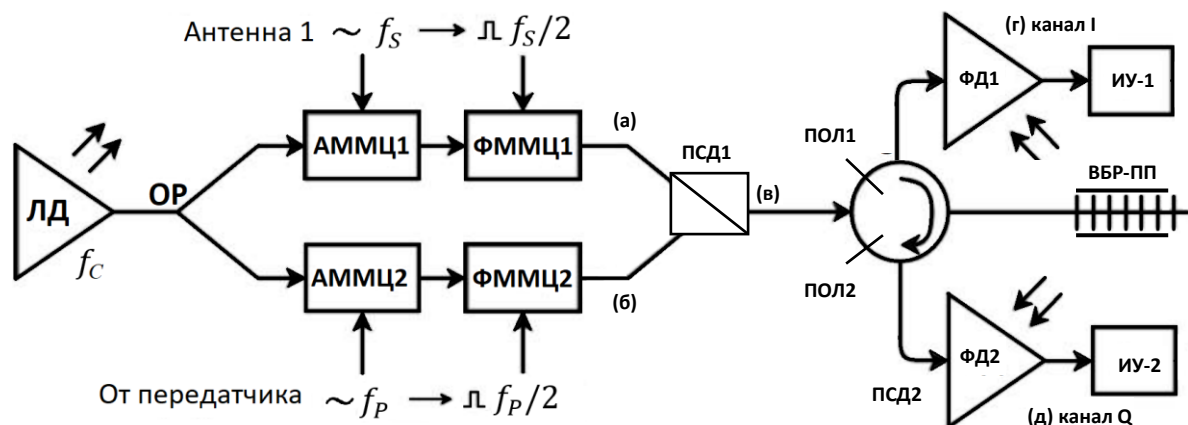 Антенна 1 ~ f_S → ⎍ f_S/2
(г) канал I
ФД1
ИУ-1
(а)
АММЦ1
ФММЦ1
ПОЛ1
ПСД1
ВБР-ПП
ЛД
ОР
(в)
f_C
АММЦ2
ФММЦ2
ПОЛ2
(б)
ФД2
ИУ-2
От передатчика ~ f_P → ⎍ f_P/2
ПСД2
(д) канал Q